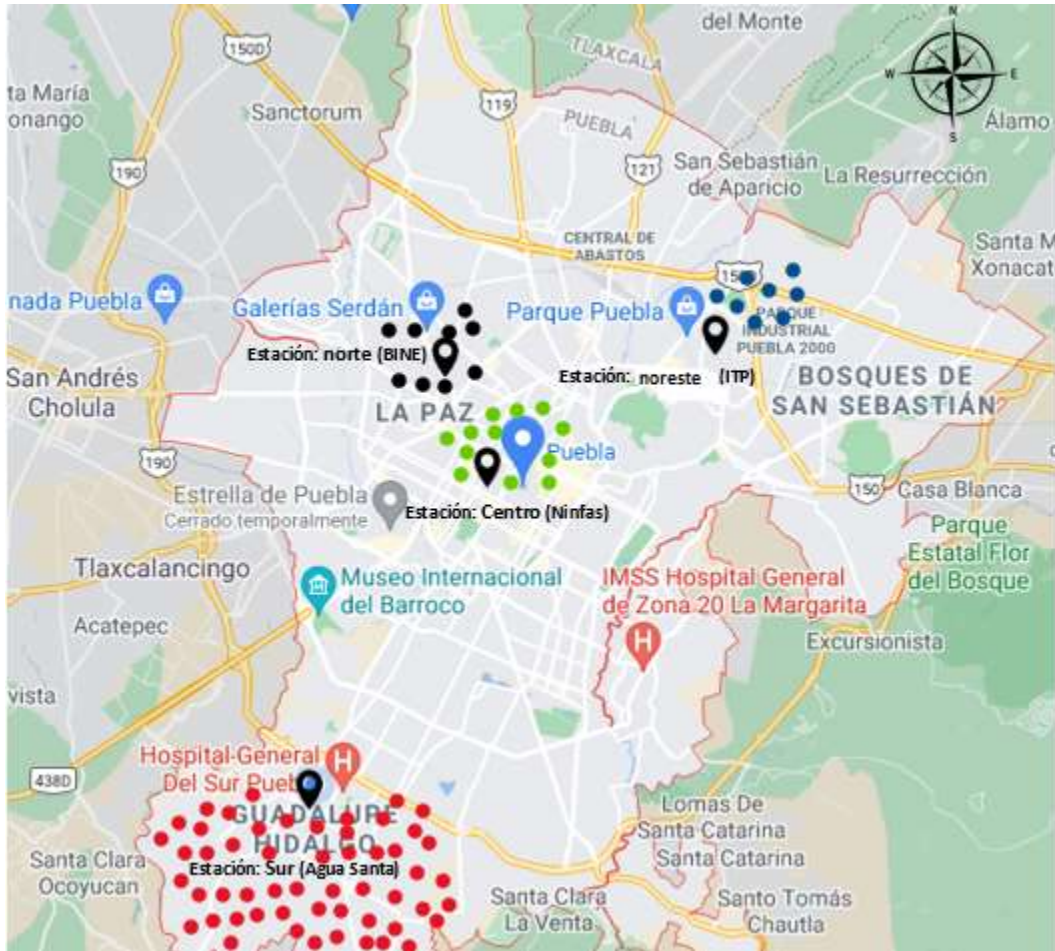 del Monte
N
150D
TLAXCALA
ta María
onango
Sanctorum
119
W
E
PUEBLA
S
Álamo
190
121
San Sebastián
de Aparicio
La Resurrección
CENTRAL DE
ABASTOS
Santa M
Xonacat
nada Puebla
Galerías Serdán
Parque Puebla
PARQUE
INDUSTRIAL
PUEBLA 2000
Estación: norte (BINE)
Estación: noreste (ITP)
San Andrés
Cholula
LA PAZ
BOSQUES DE
SAN SEBASTIÁN
Puebla
190
Estrella de Puebla
Cerrado temporalmente
Estación: Centro (Ninfas)
150
Casa Blanca
Parque
Estatal Flor
del Bosque
Tlaxcalancingo
Museo Internacional
del Barroco
IMSS Hospital General
de Zona 20 La Margarita
Acatepec
Excursionista
vista
Hospital General
Del Sur Pueb
438D
GUADALUPE
HIDALGO
Lomas De
Santa Catarina
Santa Catarina
Estación: Sur (Agua Santa)
Santa Clara
Ocoyucan
Santa Clara
La Venta
Santo Tomás
Chautla